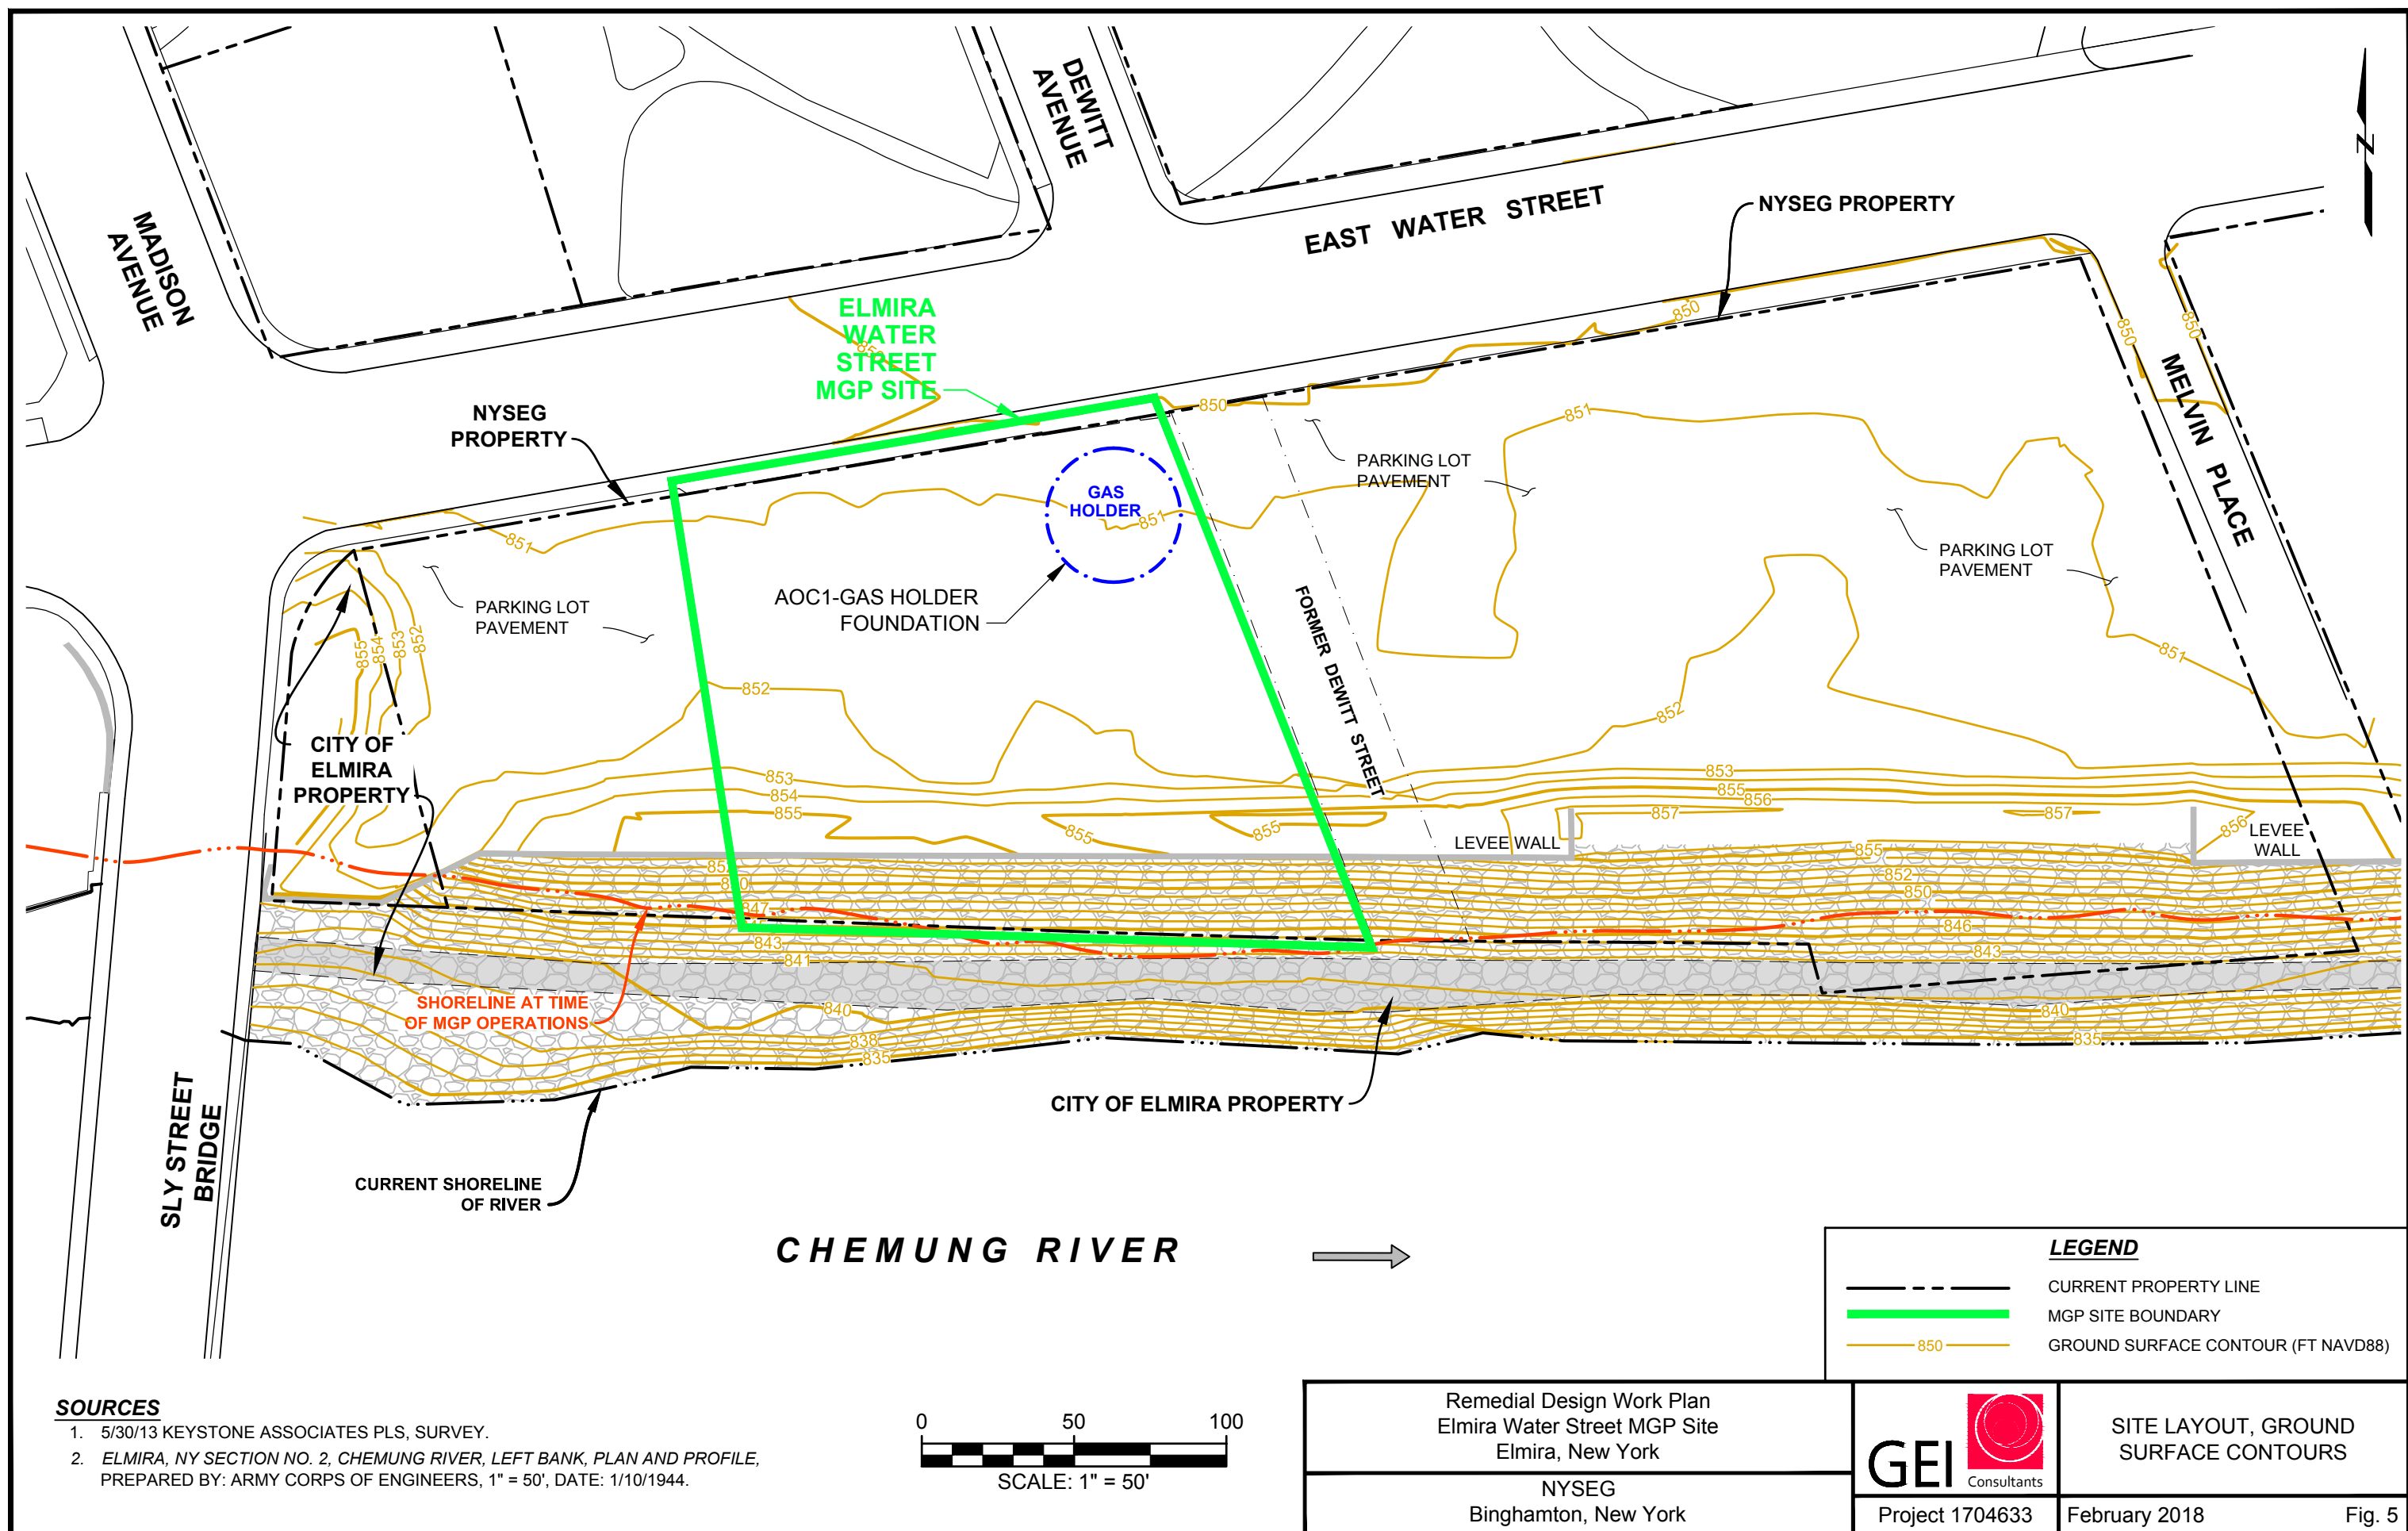 DEWITT
AVENUE
MADISON
AVENUE
EAST WATER STREET
NYSEG PROPERTY
N
ELMIRA
WATER
STREET
MGP SITE
850
850
850
850
850
MELVIN PLACE
NYSEG
PROPERTY
851
851
851
PARKING LOT
PAVEMENT
GAS
HOLDER
PARKING LOT
PAVEMENT
AOC1-GAS HOLDER
FOUNDATION
PARKING LOT
PAVEMENT
FORMER DEWITT STREET
855
854
853
852
851
852
852
CITY OF
ELMIRA
PROPERTY
853
854
855
855
855
853
855
856
857
857
856
LEVEE WALL
LEVEE
WALL
855
852
850
850
847
846
843
843
841
SHORELINE AT TIME
OF MGP OPERATIONS
840
840
838
835
835
CITY OF ELMIRA PROPERTY
SLY STREET
BRIDGE
CURRENT SHORELINE
OF RIVER
CHEMUNG RIVER
LEGEND
CURRENT PROPERTY LINE
MGP SITE BOUNDARY
850 GROUND SURFACE CONTOUR (FT NAVD88)
SOURCES
1. 5/30/13 KEYSTONE ASSOCIATES PLS, SURVEY.
2. ELMIRA, NY SECTION NO. 2, CHEMUNG RIVER, LEFT BANK, PLAN AND PROFILE,
PREPARED BY: ARMY CORPS OF ENGINEERS, 1" = 50', DATE: 1/10/1944.
0 50 100
SCALE: 1" = 50'
Remedial Design Work Plan
Elmira Water Street MGP Site
Elmira, New York
NYSEG
Binghamton, New York
GEI
Consultants
Project 1704633
SITE LAYOUT, GROUND
SURFACE CONTOURS
February 2018
Fig. 5